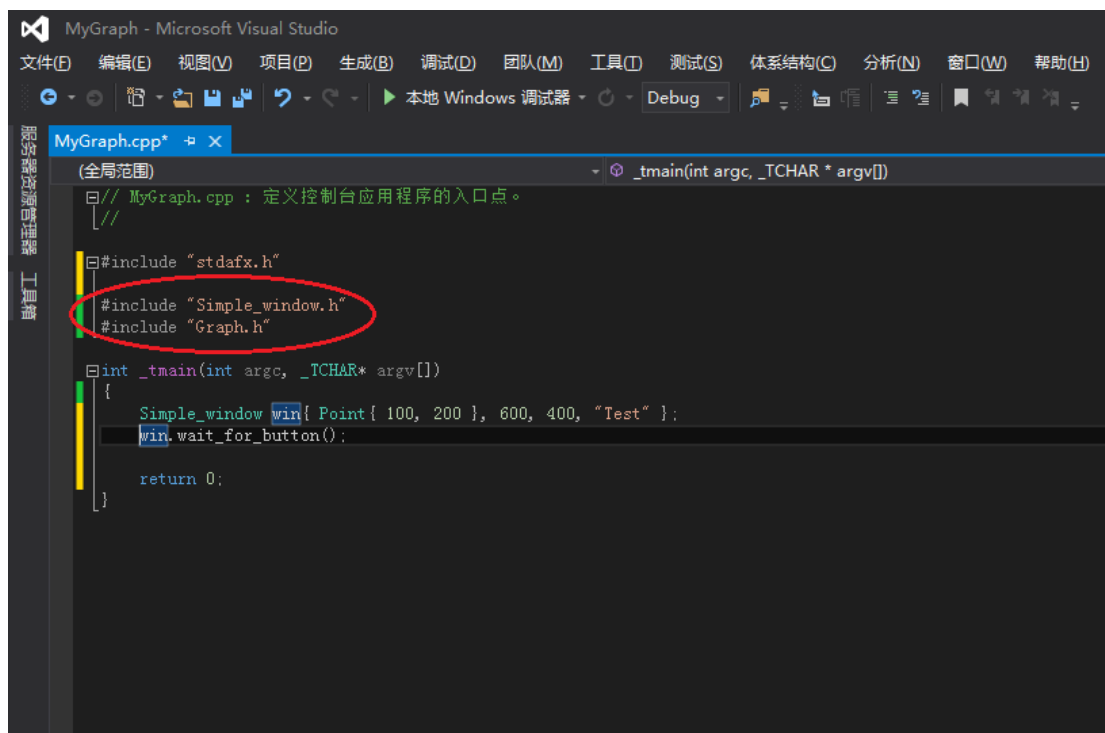 MyGraph - Microsoft Visual Studio
文件(F) 编辑(E) 视图(V) 项目(P) 生成(B) 调试(D) 团队(M) 工具(T) 测试(S) 体系结构(C) 分析(N) 窗口(W) 帮助(H)
本地 Windows 调试器 Debug
服务器资源管理器
工具箱
MyGraph.cpp*
(全局范围) _tmain(int argc, _TCHAR * argv[])
// MyGraph.cpp : 定义控制台应用程序的入口点。
//
#include "stdafx.h"
#include "Simple_window.h"
#include "Graph.h"
int _tmain(int argc, _TCHAR* argv[])
{
Simple_window win{ Point{ 100, 200 }, 600, 400, "Test" };
win.wait_for_button();
return 0;
}